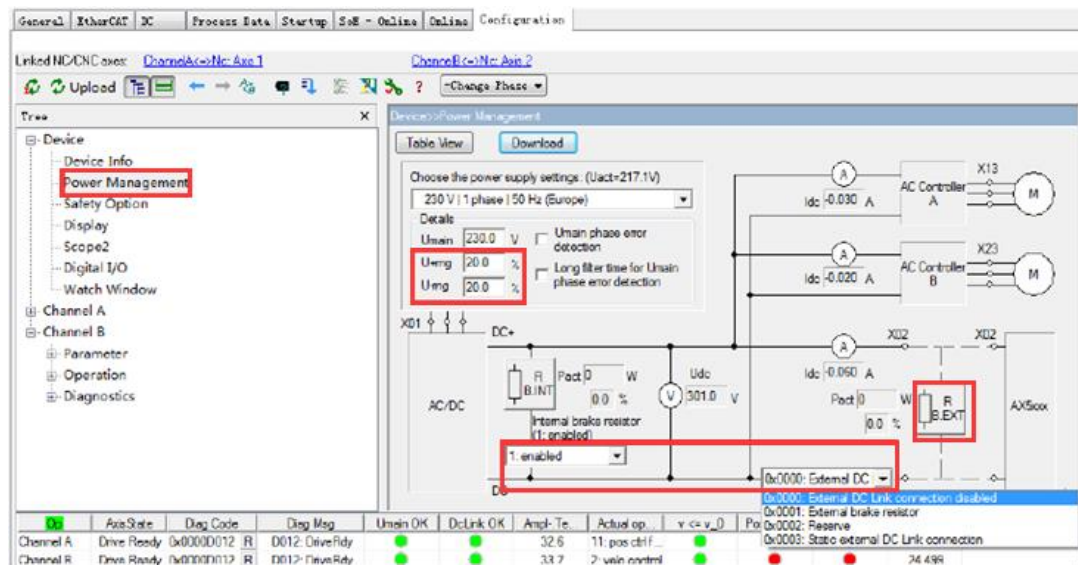 General EtherCAT DC Process Data Startup SoE - Online Online Configuration
Linked NC/CNC axes: ChannelA<->Nc: Axe 1 ChannelB<->Nc: Axis 2
Upload ? -Change Phase
Tree X
Device>>Power Management
Device
Device Info
Power Management
Safety Option
Display
Scope2
Digital I/O
Watch Window
Channel A
Channel B
Parameter
Operation
Diagnostics
Table View Download
Choose the power supply settings: (Uact=217.1V)
230 V | 1 phase | 50 Hz (Europe)
Details
Umain 230.0 V
Umain phase error
detection
U+rng 20.0 %
U-rng 20.0 %
Long filter time for Umain
phase error detection
A
Idc -0.030 A
AC Controller
A
X13
M
A
Idc -0.020 A
AC Controller
B
X23
M
X01
DC+
AC/DC
R
B.INT
Pact 0 W
0.0 %
Internal brake resistor
(1: enabled)
1: enabled
V
Udc
301.0 V
A
Idc -0.060 A
Pact 0 W
0.0 %
X02
R
B.EXT
X02
AX5xxx
0x0000: External DC
0x0000: External DC Link connection disabled
0x0001: External brake resistor
0x0002: Reserve
0x0003: Static external DC Link connection
Op AxisState Diag Code Diag Msg Umain OK DcLink OK Ampl- Te... Actual op... v <= v_0
Channel A Drive Ready 0x0000D012 R D012: DriveRdy 32.6 11: pos ctrl f...
Channel B Drive Ready 0x0000D012 R D012: DriveRdy 33.7 2: velo control 24.499